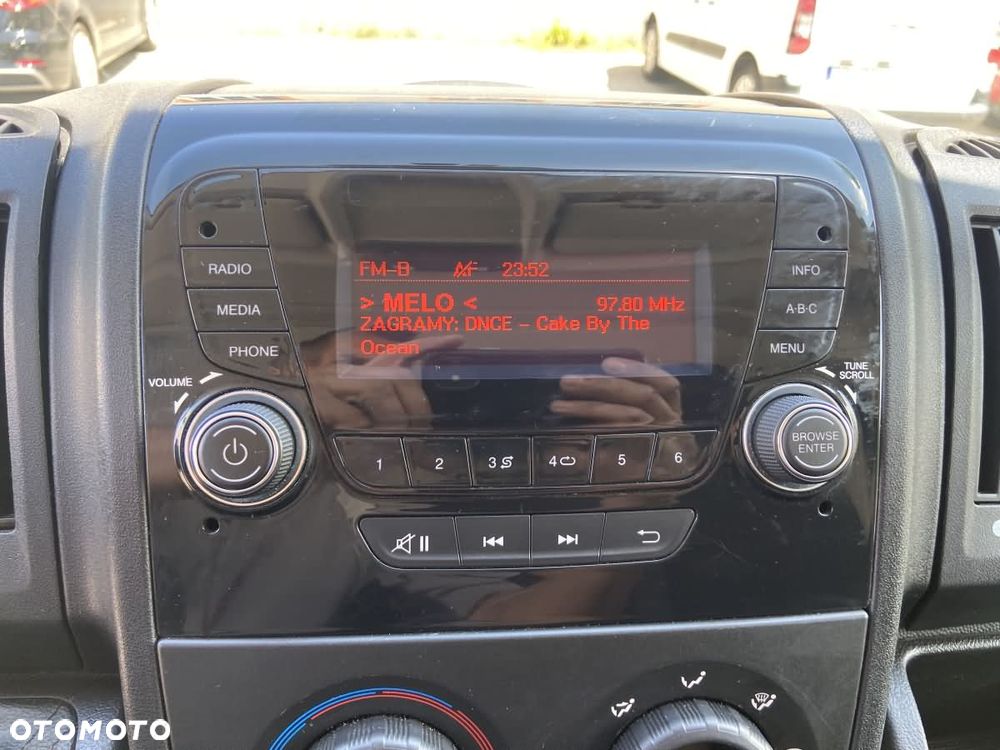 FM-B AF 23:52
> MELO < 97.80 MHz
ZAGRAMY: DNCE - Cake By The
Ocean
RADIO
MEDIA
PHONE
VOLUME
INFO
A·B·C
MENU
TUNE
SCROLL
BROWSE
ENTER
1 2 3 4 5 6
OTOMOTO